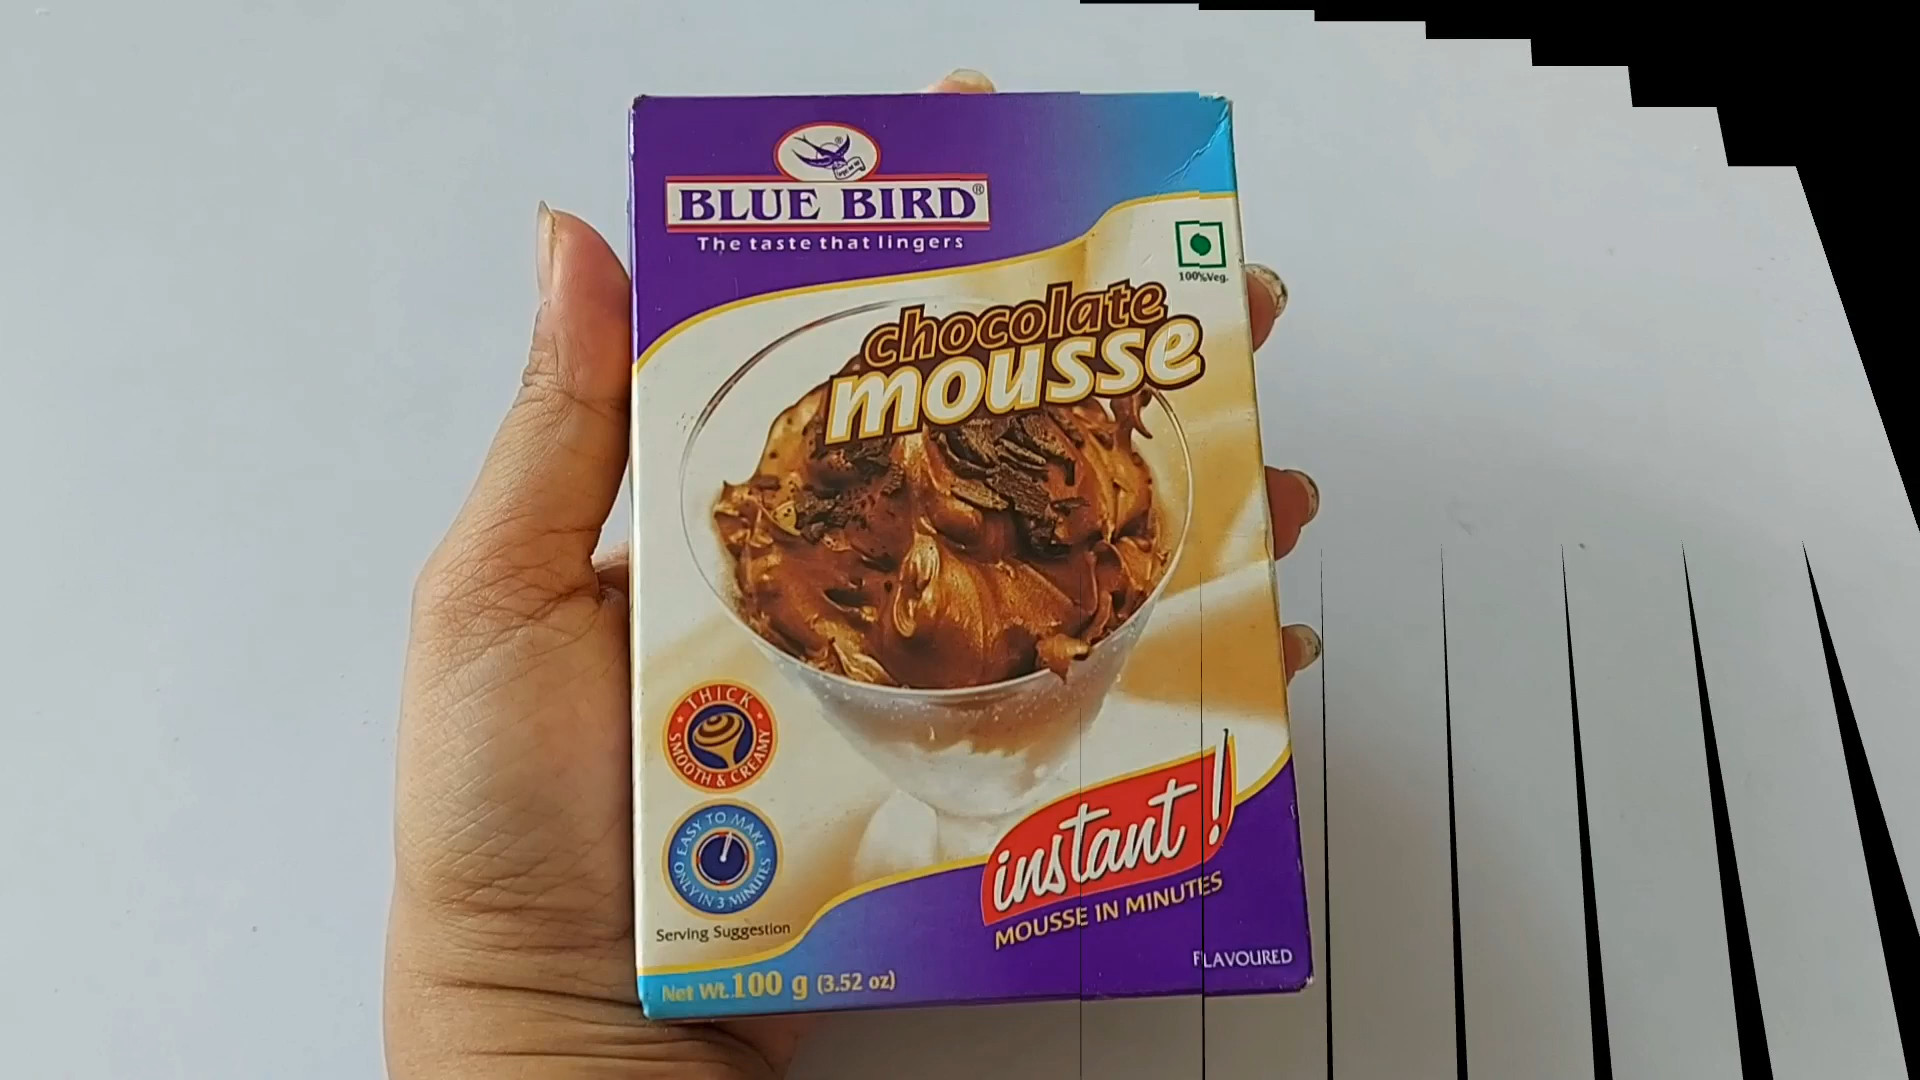 BLUE BIRD®
The taste that lingers
100% Veg.
chocolate
mousse
THICK
SMOOTH & CREAMY
EASY TO MAKE
ONLY IN 3 MINUTES
Serving Suggestion
instant!
MOUSSE IN MINUTES
FLAVOURED
Net Wt. 100 g (3.52 oz)